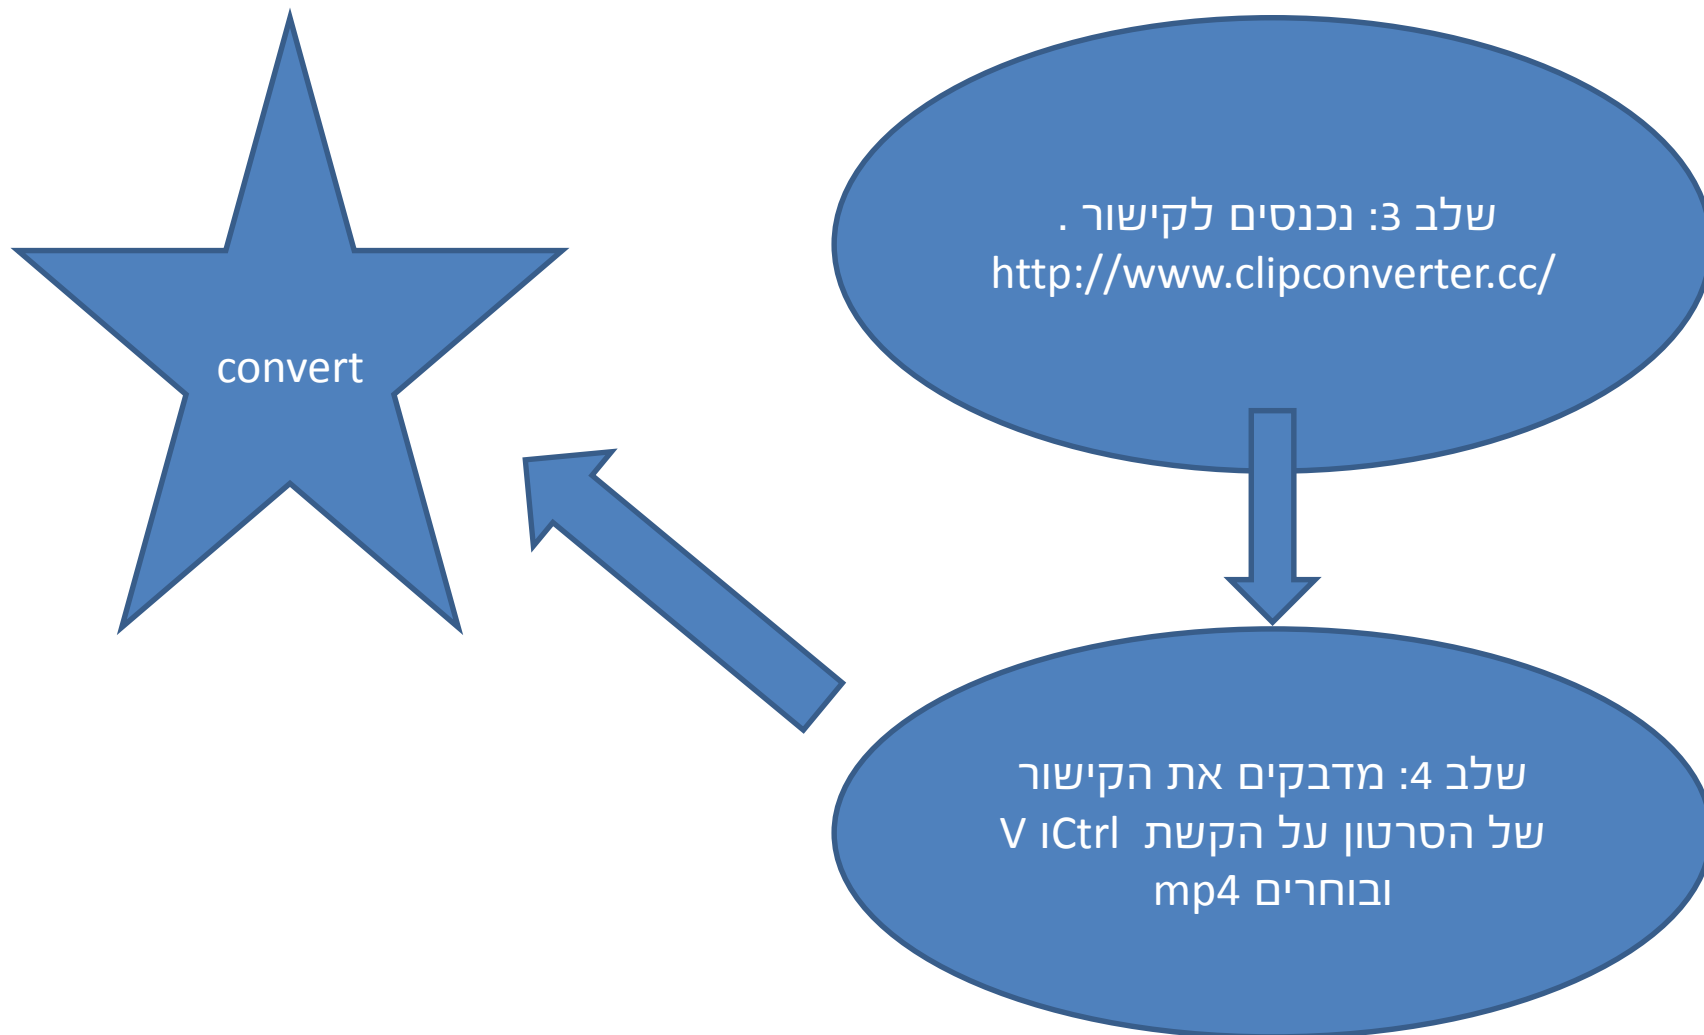 שלב 3: נכנסים לקישור .
http://www.clipconverter.cc/
שלב 4: מדבקים את הקישור
של הסרטון על הקשת Ctrlו V
ובוחרים mp4
convert